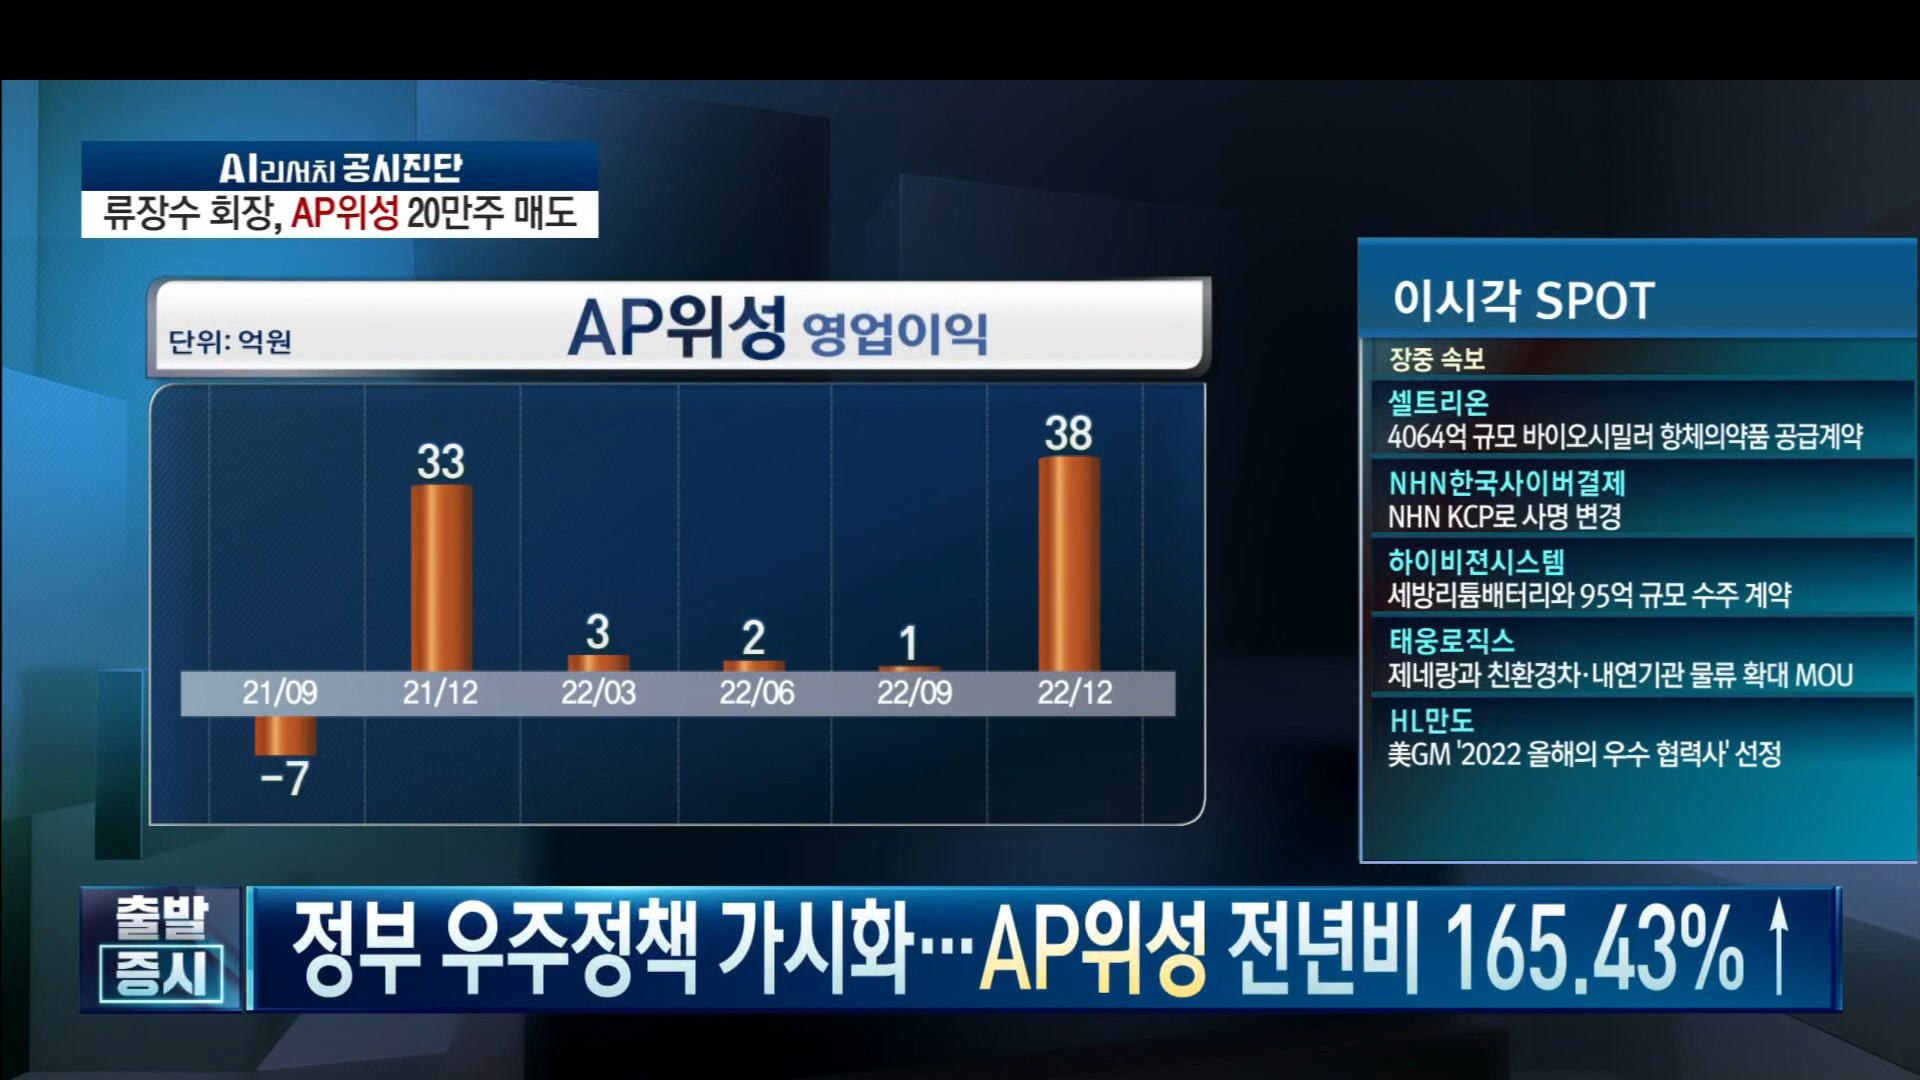 AI리서치 공시진단
류장수 회장, AP위성 20만주 매도
단위: 억원
AP위성 영업이익
33
38
3
2
1
21/09
21/12
22/03
22/06
22/09
22/12
-7
이시각 SPOT
장중 속보
셀트리온
4064억 규모 바이오시밀러 항체의약품 공급계약
NHN한국사이버결제
NHN KCP로 사명 변경
하이비젼시스템
세방리튬배터리와 95억 규모 수주 계약
태웅로직스
제네랑과 친환경차·내연기관 물류 확대 MOU
HL만도
美GM '2022 올해의 우수 협력사' 선정
출발
증시
정부 우주정책 가시화…AP위성 전년비 165.43%↑